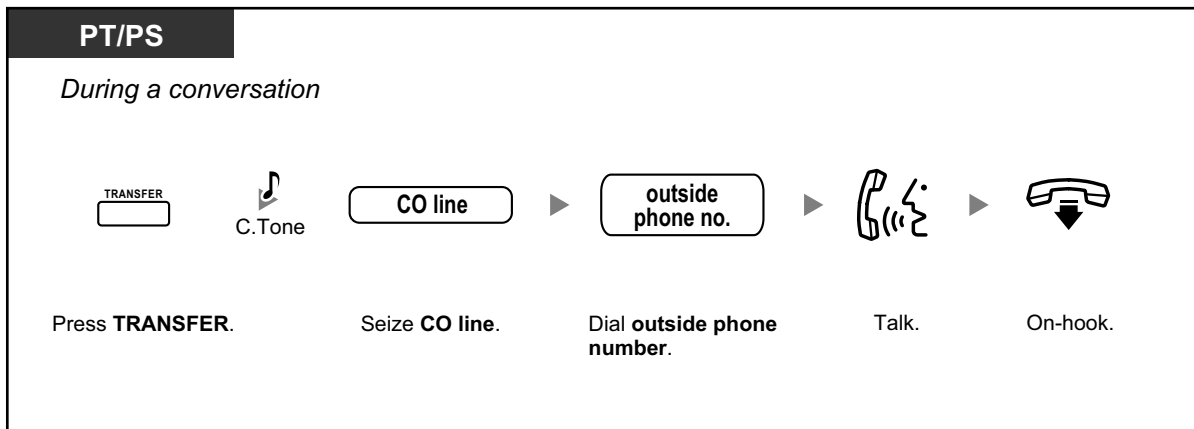 PT/PS
During a conversation
TRANSFER
C.Tone
CO line
outside
phone no.
Press TRANSFER.
Seize CO line.
Dial outside phone
number.
Talk.
On-hook.